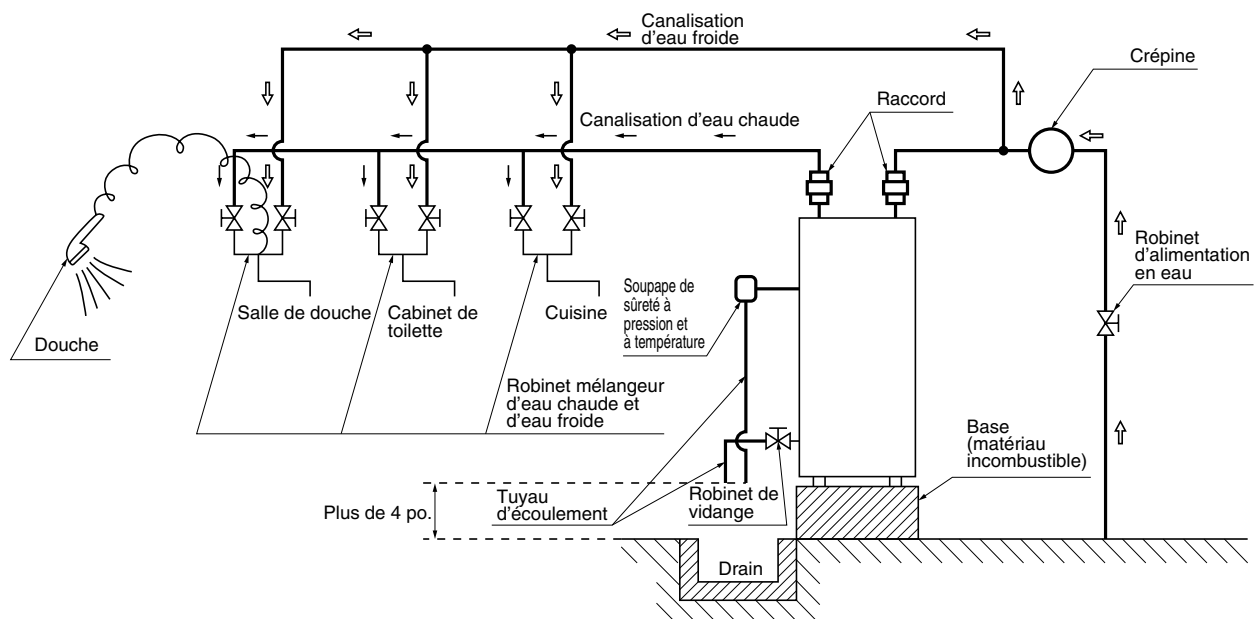 Canalisation
d'eau froide
Crépine
Raccord
Canalisation d'eau chaude
Robinet
d'alimentation
en eau
Soupape de
sûreté à
pression et
à température
Salle de douche
Cabinet de
toilette
Cuisine
Douche
Robinet mélangeur
d'eau chaude et
d'eau froide
Base
(matériau
incombustible)
Plus de 4 po.
Tuyau
d'écoulement
Robinet de
vidange
Drain